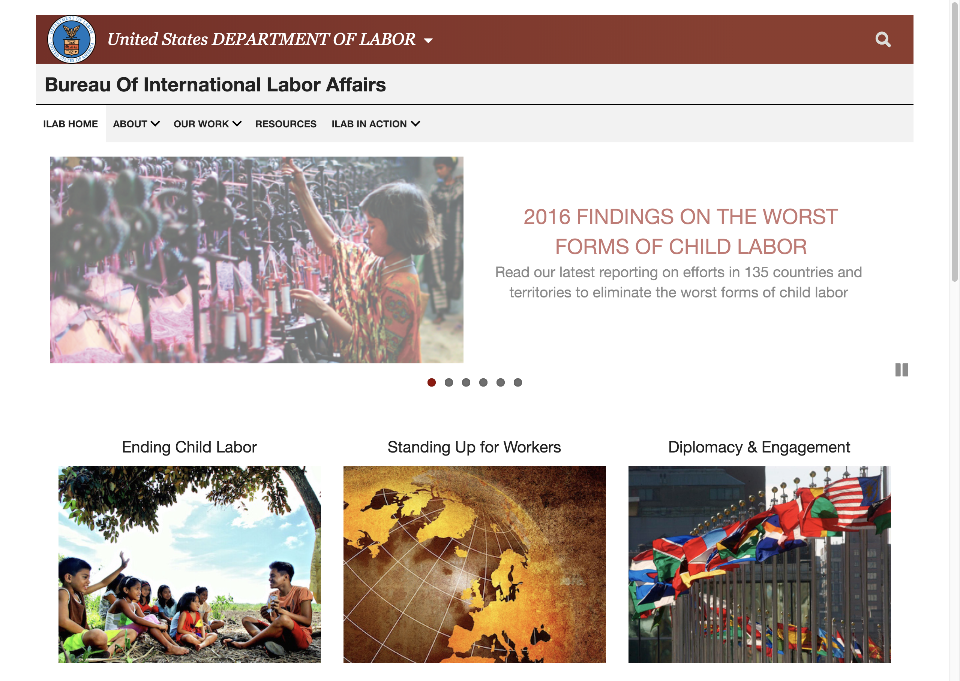 United States DEPARTMENT OF LABOR
Bureau Of International Labor Affairs
ILAB HOME ABOUT OUR WORK RESOURCES ILAB IN ACTION
2016 FINDINGS ON THE WORST
FORMS OF CHILD LABOR
Read our latest reporting on efforts in 135 countries and
territories to eliminate the worst forms of child labor
Ending Child Labor
Standing Up for Workers
Diplomacy & Engagement